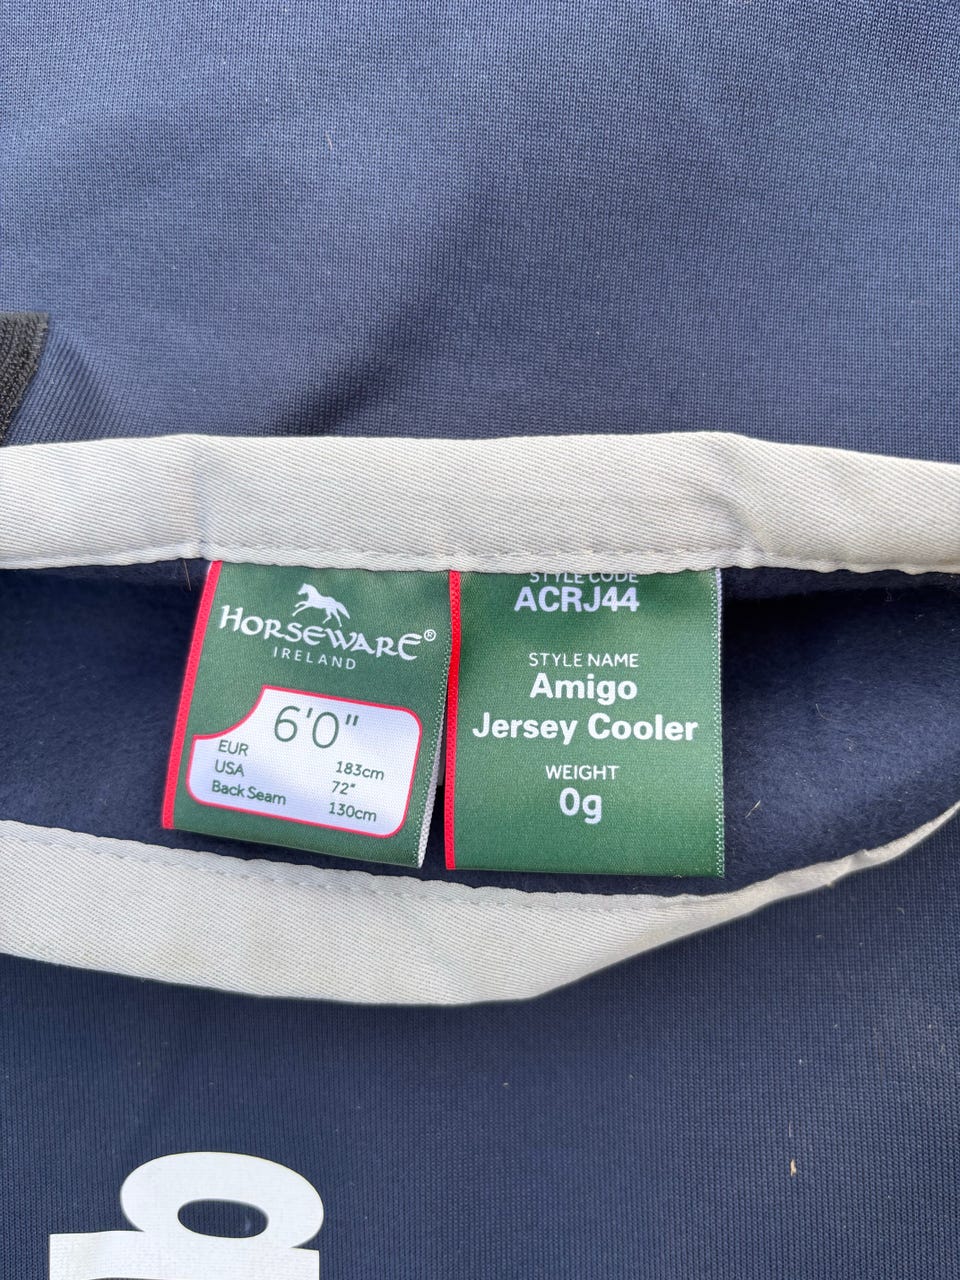 HORSEWARE®
IRELAND
6'0"
EUR 183cm
USA 72"
Back Seam 130cm
STYLE CODE
ACRJ44
STYLE NAME
Amigo
Jersey Cooler
WEIGHT
0g